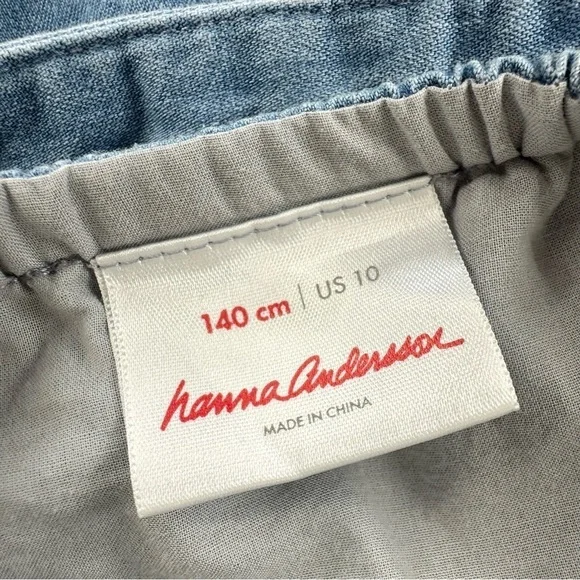 140 cm | US 10
hanna Andersson
MADE IN CHINA